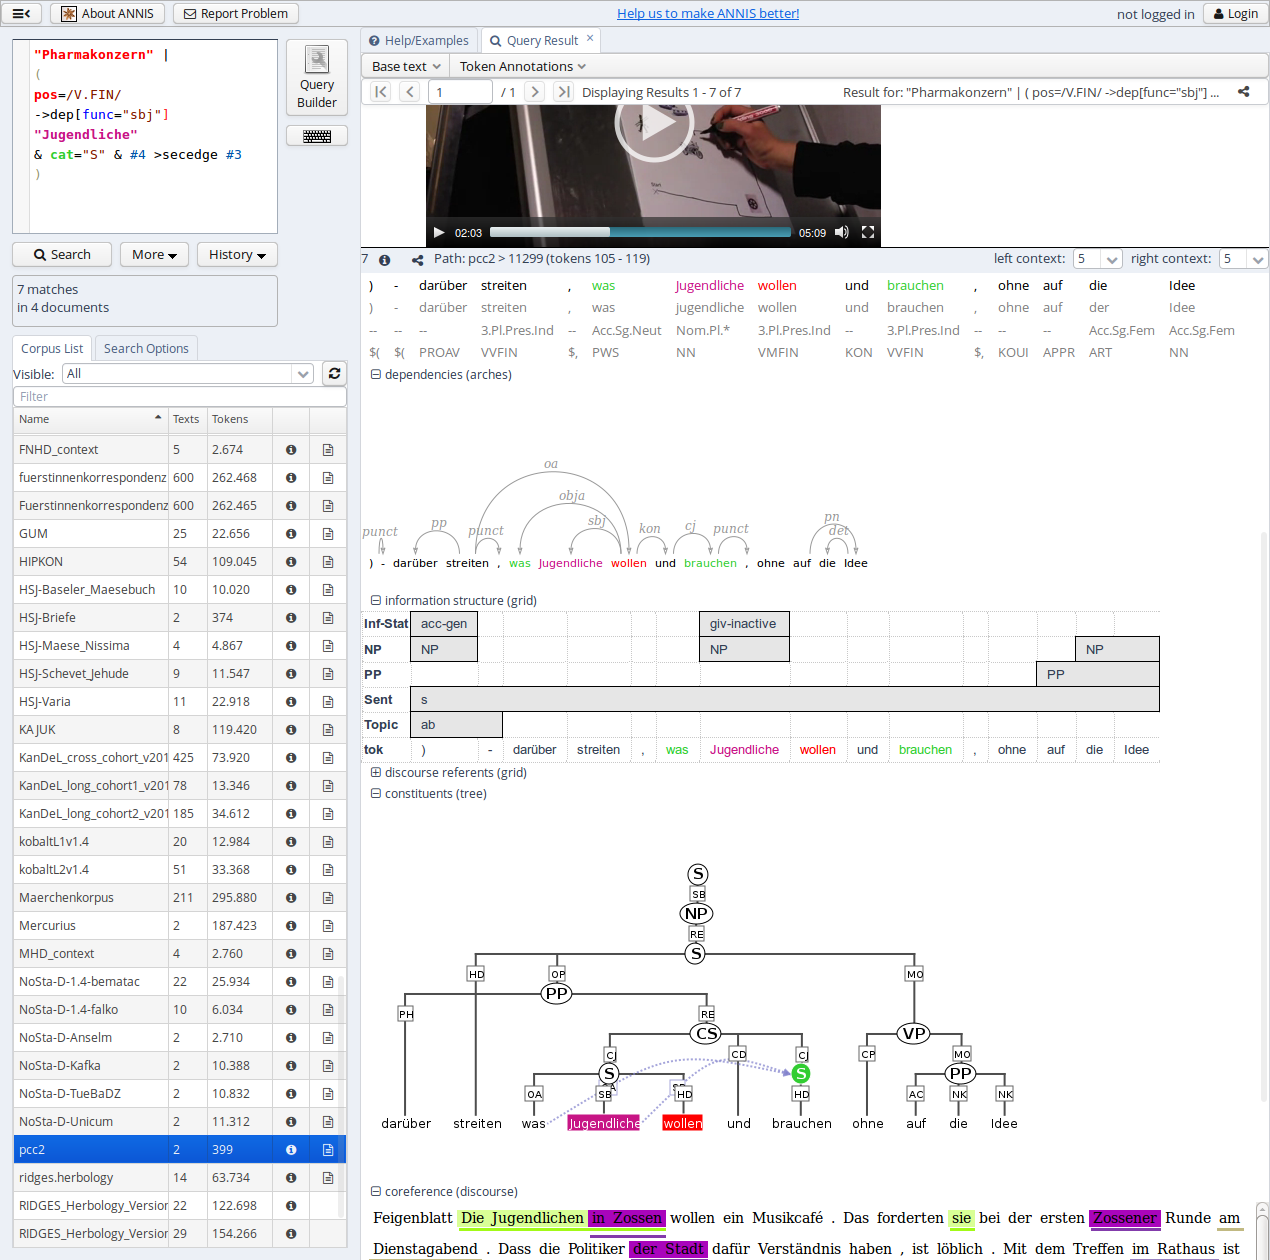 About ANNIS
Report Problem
Help us to make ANNIS better!
not logged in
Login
"Pharmakonzern" |
(
pos=/V.FIN/
->dep[func="sbj"]
"Jugendliche"
& cat="S" & #4 >secedge #3
)
Query
Builder
Search
More
History
7 matches
in 4 documents
Corpus List
Search Options
Visible:
All
Filter
Name Texts Tokens
FNHD_context 5 2.674
fuerstinnenkorrespondenz 600 262.468
Fuerstinnenkorrespondenz 600 262.465
GUM 25 22.656
HIPKON 54 109.045
HSJ-Baseler_Maesebuch 10 10.020
HSJ-Briefe 2 374
HSJ-Maese_Nissima 4 4.867
HSJ-Schevet_Jehude 9 11.547
HSJ-Varia 11 22.918
KAJUK 8 119.420
KanDeL_cross_cohort_v201 425 73.920
KanDeL_long_cohort1_v201 78 13.346
KanDeL_long_cohort2_v201 185 34.612
kobaltL1v1.4 20 12.984
kobaltL2v1.4 51 33.368
Maerchenkorpus 211 295.880
Mercurius 2 187.423
MHD_context 4 2.760
NoSta-D-1.4-bematac 22 25.934
NoSta-D-1.4-falko 10 6.034
NoSta-D-Anselm 2 2.710
NoSta-D-Kafka 2 10.388
NoSta-D-TueBaDZ 2 10.832
NoSta-D-Unicum 2 11.312
pcc2 2 399
ridges.herbology 14 63.734
RIDGES_Herbology_Version 22 122.698
RIDGES_Herbology_Version 29 154.266
Help/Examples
Query Result
Base text
Token Annotations
1 / 1
Displaying Results 1 - 7 of 7
Result for: "Pharmakonzern" | ( pos=/V.FIN/ ->dep[func="sbj"] ...
Start
02:03
05:09
7
Path: pcc2 > 11299 (tokens 105 - 119)
left context: 5
right context: 5
) - darüber streiten , was Jugendliche wollen und brauchen , ohne auf die Idee
) - darüber streiten , was jugendliche wollen und brauchen , ohne auf der Idee
-- -- -- 3.Pl.Pres.Ind -- Acc.Sg.Neut Nom.Pl.* 3.Pl.Pres.Ind -- 3.Pl.Pres.Ind -- -- -- Acc.Sg.Fem Acc.Sg.Fem
$( $( PROAV VVFIN $, PWS NN VMFIN KON VVFIN $, KOUI APPR ART NN
dependencies (arches)
oa
obja
punct pp punct sbj kon cj punct pn
det
) - darüber streiten , was Jugendliche wollen und brauchen , ohne auf die Idee
information structure (grid)
Inf-Stat acc-gen giv-inactive
NP NP NP NP
PP PP
Sent s
Topic ab
tok ) - darüber streiten , was Jugendliche wollen und brauchen , ohne auf die Idee
discourse referents (grid)
constituents (tree)
S
SB
NP
RE
S
HD OP MO
PP
PH RE
CS VP
CJ CD CJ CP MO
S S PP
OA SB HD HD AC NK NK
darüber streiten was Jugendliche wollen und brauchen ohne auf die Idee
coreference (discourse)
Feigenblatt Die Jugendlichen in Zossen wollen ein Musikcafé . Das forderten sie bei der ersten Zossener Runde am
Dienstagabend . Dass die Politiker der Stadt dafür Verständnis haben , ist löblich . Mit dem Treffen im Rathaus ist